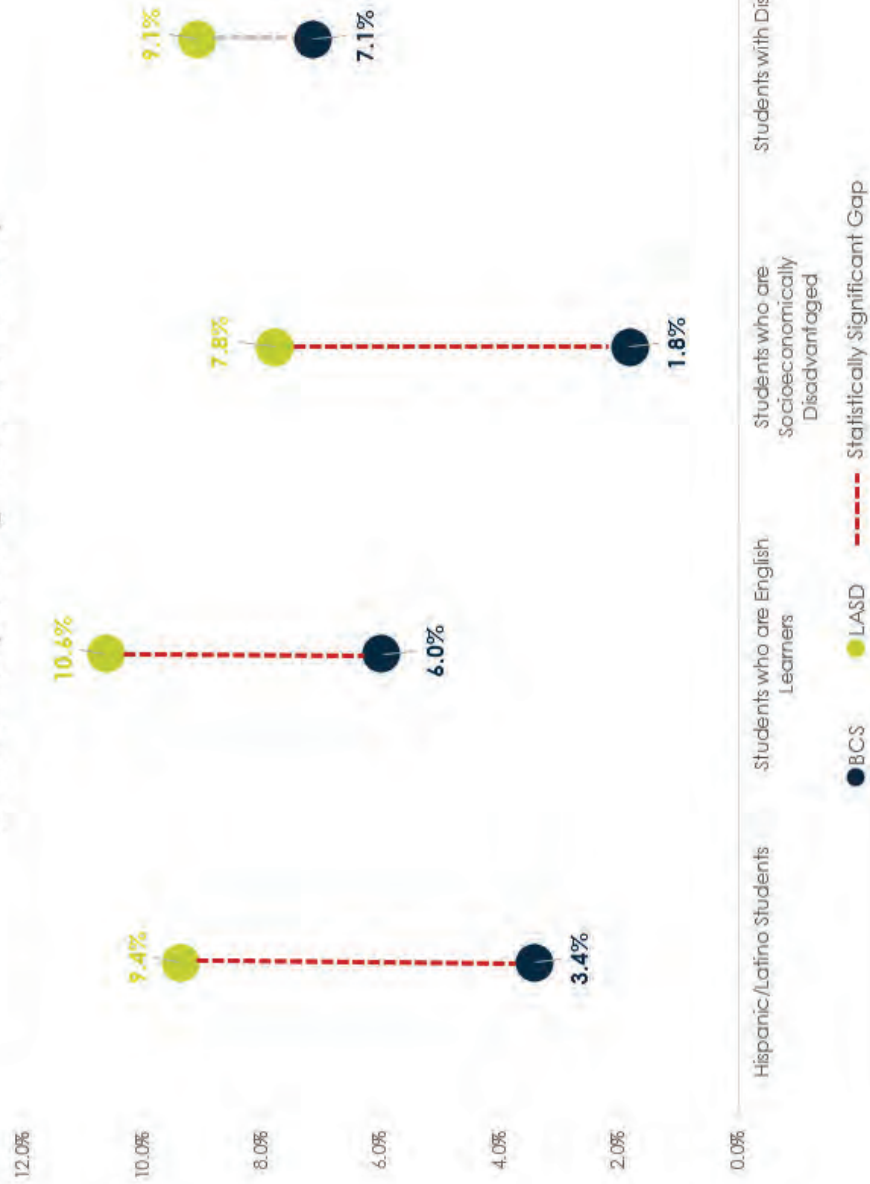 12.0%
10.0%
8.0%
6.0%
4.0%
2.0%
0.0%
9.4%
3.4%
10.6%
6.0%
7.8%
1.8%
9.1%
7.1%
Hispanic/Latino Students
Students who are English
Learners
Students who are
Socioeconomically
Disadvantaged
Students with
BCS LASD Statistically Significant Gap